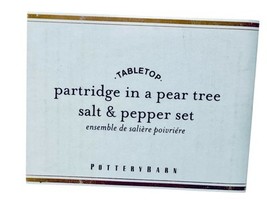 ·TABLETOP·
partridge in a pear tree
salt & pepper set
ensemble de salière poivrière
POTTERYBARN